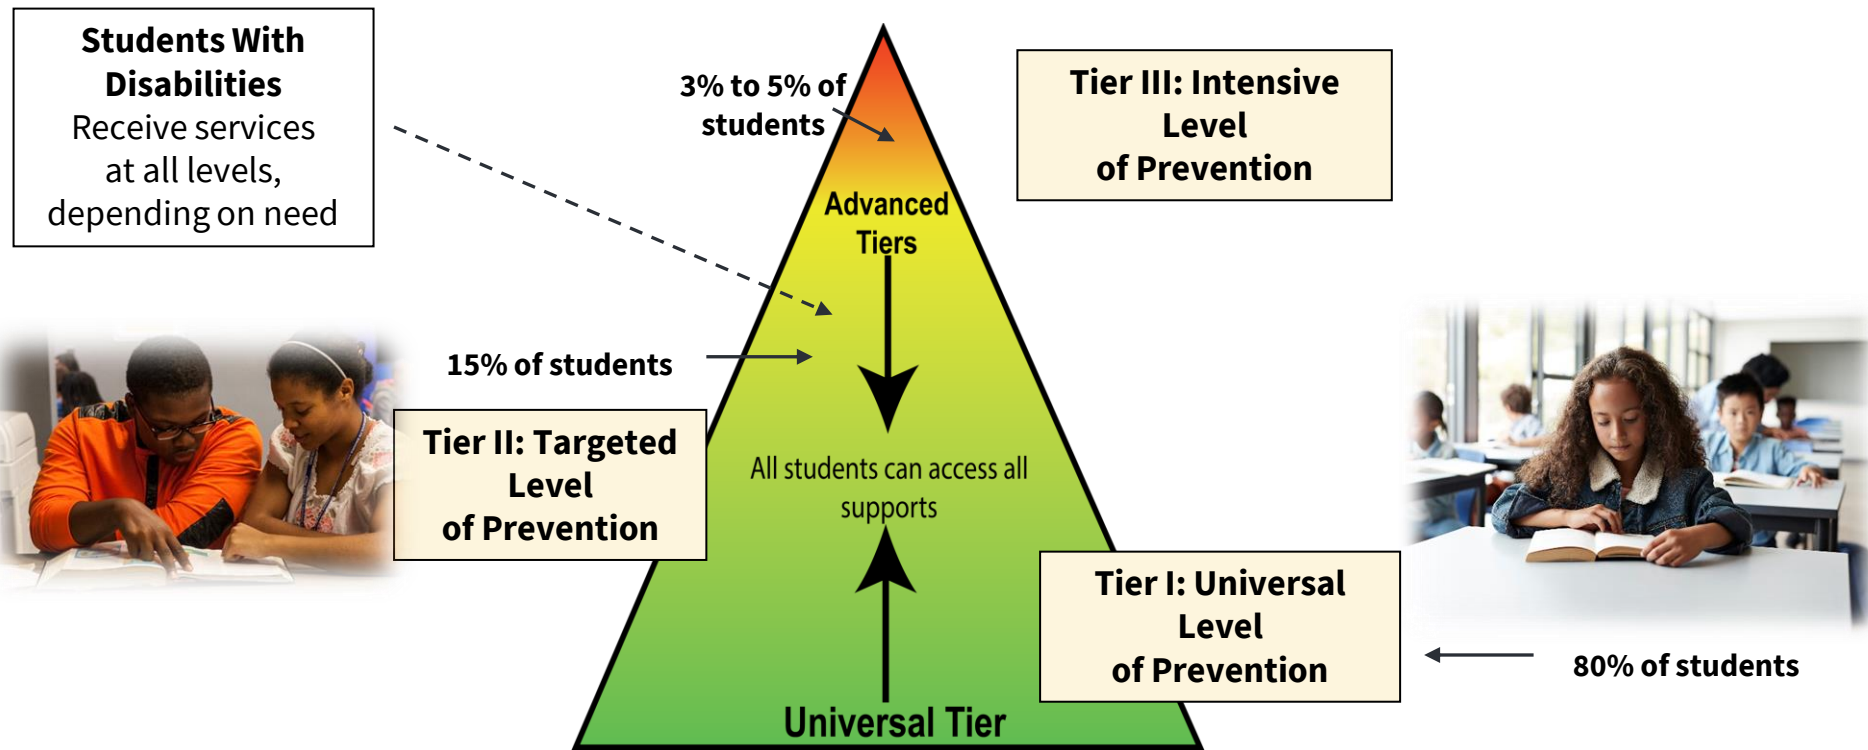 Students With
Disabilities
Receive services
at all levels,
depending on need
3% to 5% of
students
Tier III: Intensive
Level
of Prevention
Advanced
Tiers
15% of students
Tier II: Targeted
Level
of Prevention
All students can access all
supports
Tier I: Universal
Level
of Prevention
80% of students
Universal Tier